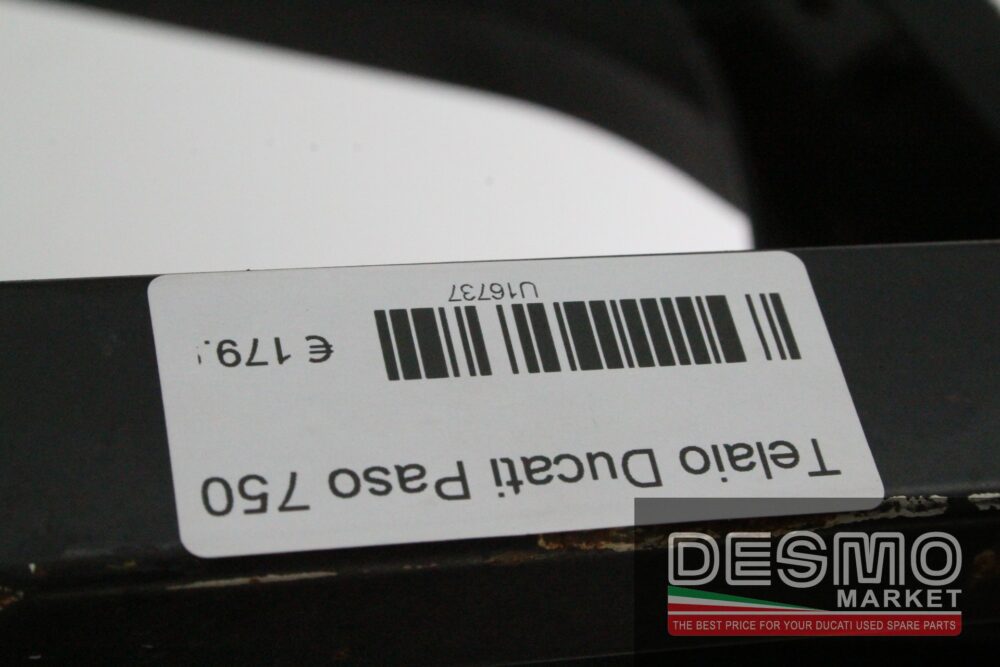 Telaio Ducati Paso 750
€ 179.
U16737
DESMO
MARKET
THE BEST PRICE FOR YOUR DUCATI USED SPARE PARTS